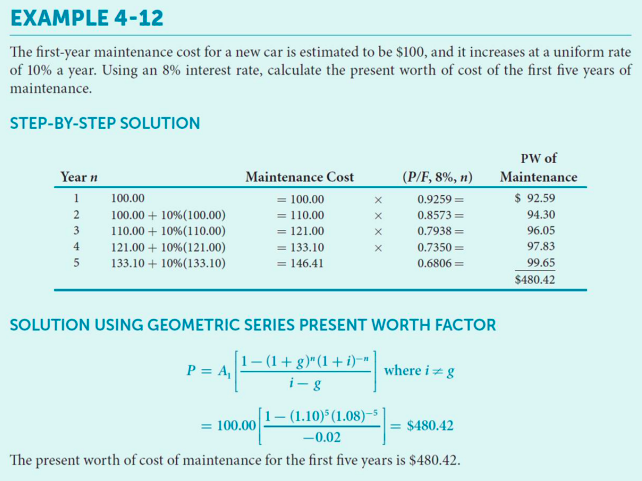 EXAMPLE 4-12
The first-year maintenance cost for a new car is estimated to be $100, and it increases at a uniform rate
of 10% a year. Using an 8% interest rate, calculate the present worth of cost of the first five years of
maintenance.
STEP-BY-STEP SOLUTION
PW of
Year n Maintenance Cost (P/F, 8%, n) Maintenance
1 100.00 = 100.00 × 0.9259 = $ 92.59
2 100.00 + 10%(100.00) = 110.00 × 0.8573 = 94.30
3 110.00 + 10%(110.00) = 121.00 × 0.7938 = 96.05
4 121.00 + 10%(121.00) = 133.10 × 0.7350 = 97.83
5 133.10 + 10%(133.10) = 146.41 0.6806 = 99.65
$480.42
SOLUTION USING GEOMETRIC SERIES PRESENT WORTH FACTOR
P = A₁ [1 − (1 + g)ⁿ (1 + i)⁻ⁿ / i − g] where i ≠ g
= 100.00 [1 − (1.10)⁵ (1.08)⁻⁵ / −0.02] = $480.42
The present worth of cost of maintenance for the first five years is $480.42.